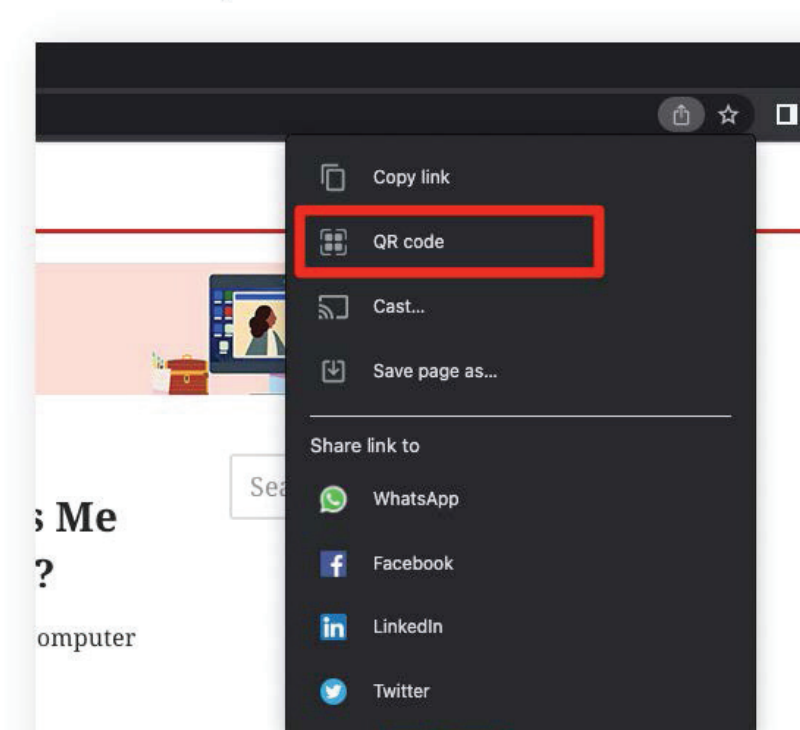 Copy link
QR code
Cast...
Save page as...
Share link to
Sea
WhatsApp
s Me
?
Facebook
omputer
LinkedIn
Twitter